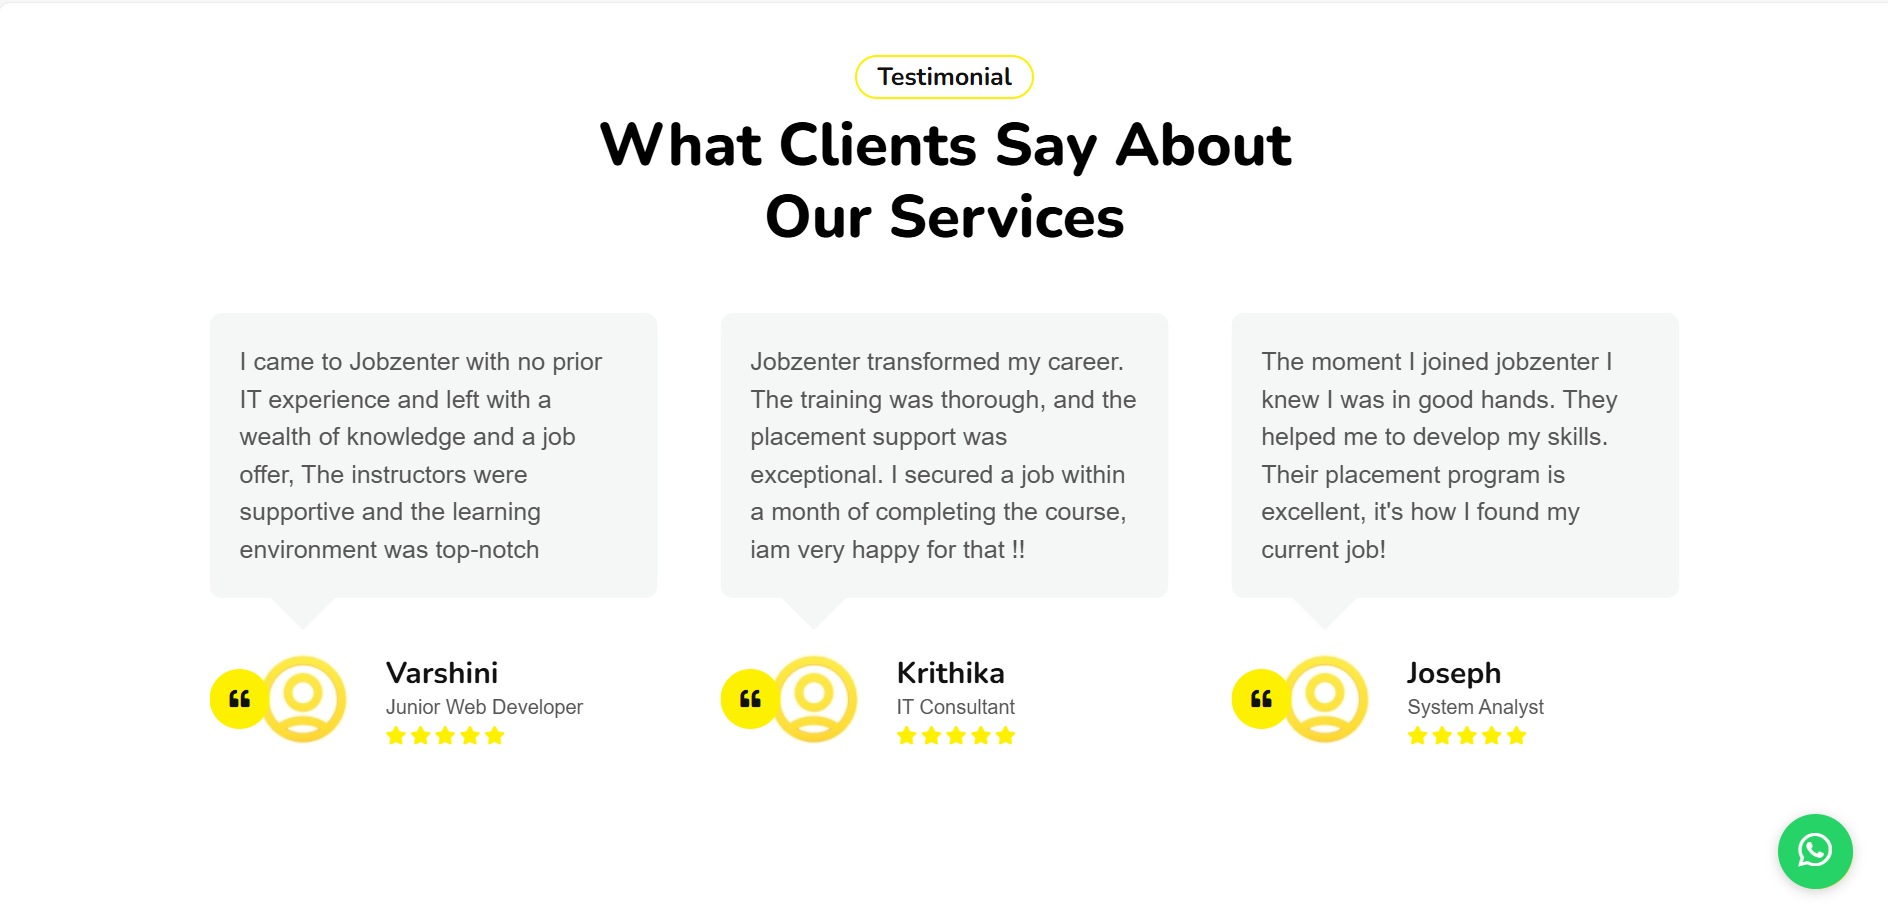 Testimonial
What Clients Say About
Our Services
I came to Jobzenter with no prior
IT experience and left with a
wealth of knowledge and a job
offer, The instructors were
supportive and the learning
environment was top-notch
Varshini
Junior Web Developer
Jobzenter transformed my career.
The training was thorough, and the
placement support was
exceptional. I secured a job within
a month of completing the course,
iam very happy for that !!
Krithika
IT Consultant
The moment I joined jobzenter I
knew I was in good hands. They
helped me to develop my skills.
Their placement program is
excellent, it's how I found my
current job!
Joseph
System Analyst